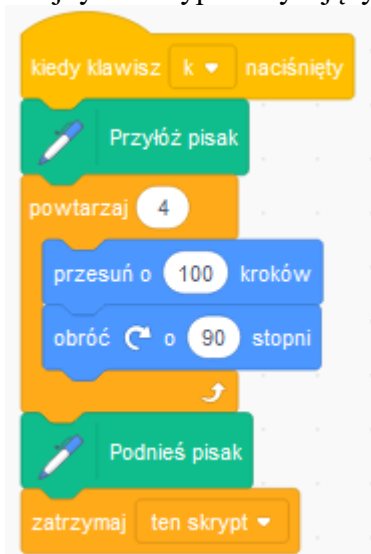 kiedy klawisz k naciśnięty
Przyłóż pisak
powtarzaj 4
przesuń o 100 kroków
obróć o 90 stopni
Podnieś pisak
zatrzymaj ten skrypt